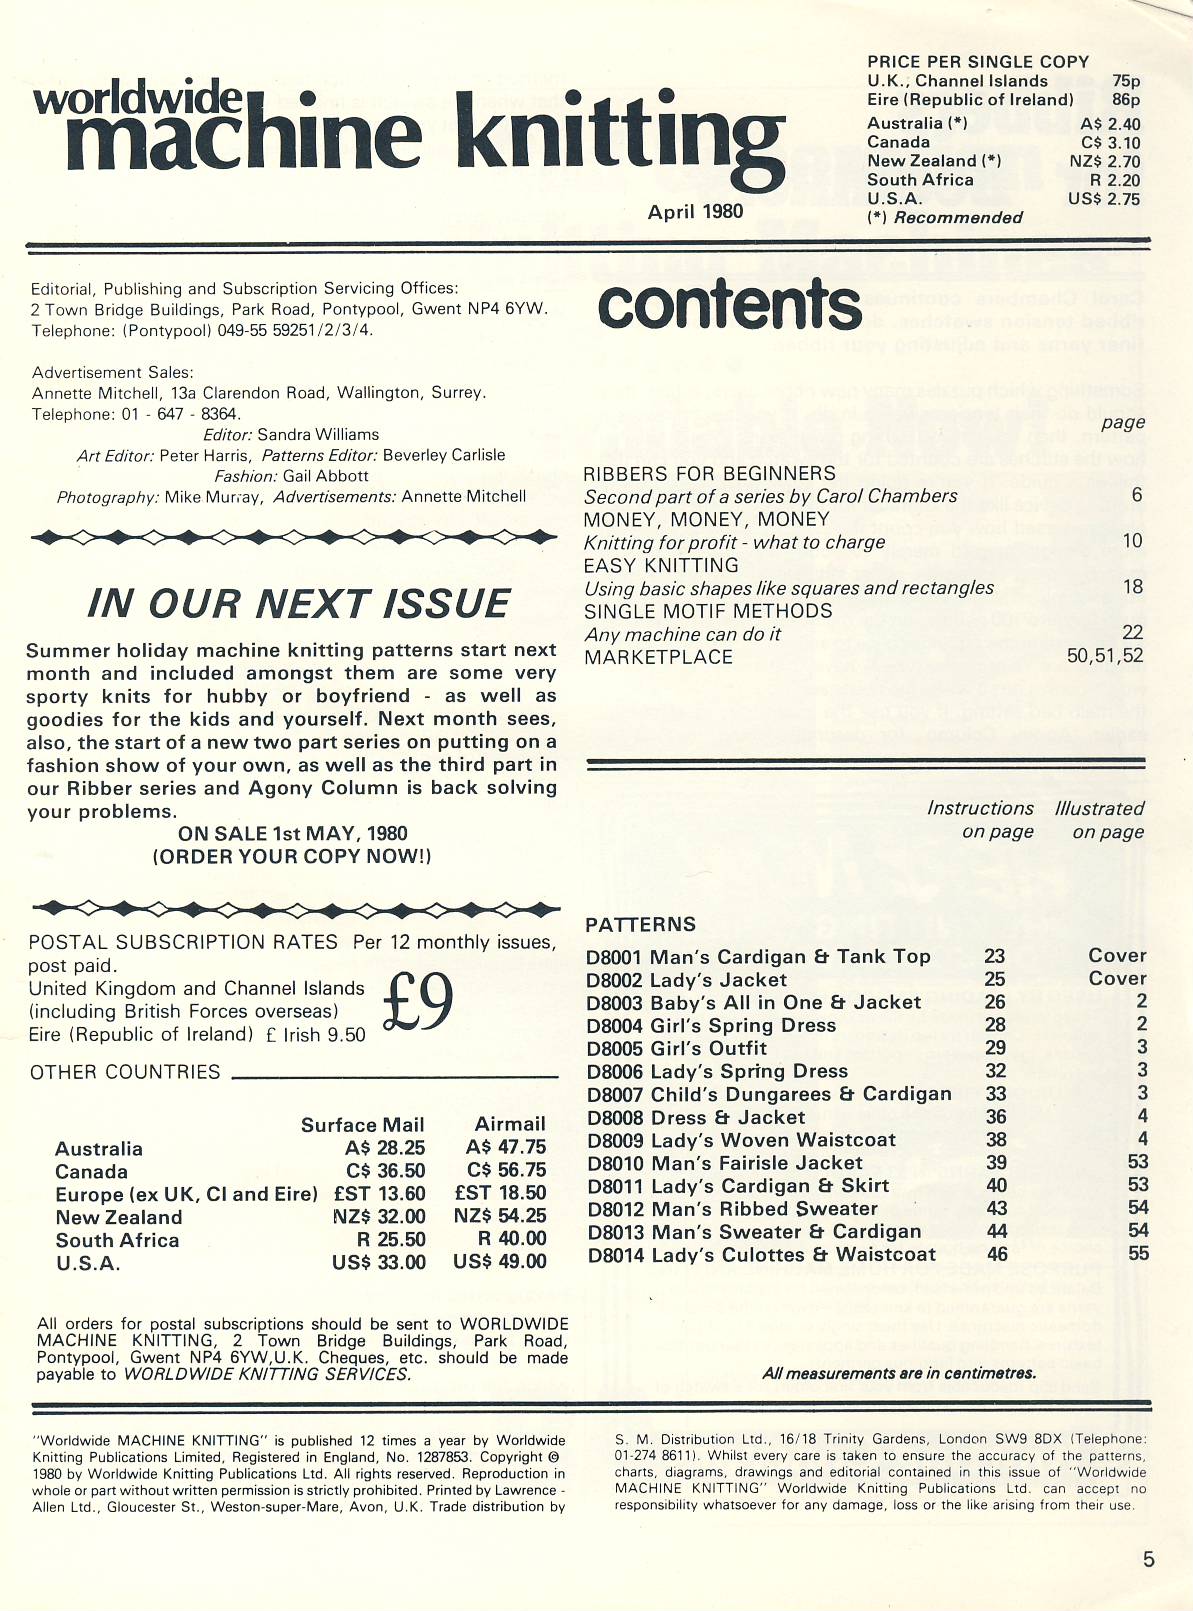 worldwide
machine knitting
April 1980
PRICE PER SINGLE COPY
U.K., Channel Islands 75p
Eire (Republic of Ireland) 86p
Australia (*) A$ 2.40
Canada C$ 3.10
New Zealand (*) NZ$ 2.70
South Africa R 2.20
U.S.A. US$ 2.75
(*) Recommended
Editorial, Publishing and Subscription Servicing Offices:
2 Town Bridge Buildings, Park Road, Pontypool, Gwent NP4 6YW.
Telephone: (Pontypool) 049-55 59251/2/3/4.
Advertisement Sales:
Annette Mitchell, 13a Clarendon Road, Wallington, Surrey.
Telephone: 01 - 647 - 8364.
Editor: Sandra Williams
Art Editor: Peter Harris, Patterns Editor: Beverley Carlisle
Fashion: Gail Abbott
Photography: Mike Murray, Advertisements: Annette Mitchell
IN OUR NEXT ISSUE
Summer holiday machine knitting patterns start next
month and included amongst them are some very
sporty knits for hubby or boyfriend - as well as
goodies for the kids and yourself. Next month sees,
also, the start of a new two part series on putting on a
fashion show of your own, as well as the third part in
our Ribber series and Agony Column is back solving
your problems.
ON SALE 1st MAY, 1980
(ORDER YOUR COPY NOW!)
POSTAL SUBSCRIPTION RATES Per 12 monthly issues,
post paid.
United Kingdom and Channel Islands
(including British Forces overseas) £9
Eire (Republic of Ireland) £ Irish 9.50
OTHER COUNTRIES
Surface Mail Airmail
Australia A$ 28.25 A$ 47.75
Canada C$ 36.50 C$ 56.75
Europe (ex UK, CI and Eire) £ST 13.60 £ST 18.50
New Zealand NZ$ 32.00 NZ$ 54.25
South Africa R 25.50 R 40.00
U.S.A. US$ 33.00 US$ 49.00
All orders for postal subscriptions should be sent to WORLDWIDE
MACHINE KNITTING, 2 Town Bridge Buildings, Park Road,
Pontypool, Gwent NP4 6YW,U.K. Cheques, etc. should be made
payable to WORLDWIDE KNITTING SERVICES.
contents
page
RIBBERS FOR BEGINNERS
Second part of a series by Carol Chambers 6
MONEY, MONEY, MONEY
Knitting for profit - what to charge 10
EASY KNITTING
Using basic shapes like squares and rectangles 18
SINGLE MOTIF METHODS
Any machine can do it 22
MARKETPLACE 50,51,52
Instructions Illustrated
on page on page
PATTERNS
D8001 Man's Cardigan & Tank Top 23 Cover
D8002 Lady's Jacket 25 Cover
D8003 Baby's All in One & Jacket 26 2
D8004 Girl's Spring Dress 28 2
D8005 Girl's Outfit 29 3
D8006 Lady's Spring Dress 32 3
D8007 Child's Dungarees & Cardigan 33 3
D8008 Dress & Jacket 36 4
D8009 Lady's Woven Waistcoat 38 4
D8010 Man's Fairisle Jacket 39 53
D8011 Lady's Cardigan & Skirt 40 53
D8012 Man's Ribbed Sweater 43 54
D8013 Man's Sweater & Cardigan 44 54
D8014 Lady's Culottes & Waistcoat 46 55
All measurements are in centimetres.
"Worldwide MACHINE KNITTING" is published 12 times a year by Worldwide
Knitting Publications Limited, Registered in England, No. 1287853. Copyright ©
1980 by Worldwide Knitting Publications Ltd. All rights reserved. Reproduction in
whole or part without written permission is strictly prohibited. Printed by Lawrence -
Allen Ltd., Gloucester St., Weston-super-Mare, Avon, U.K. Trade distribution by
S. M. Distribution Ltd., 16/18 Trinity Gardens, London SW9 8DX (Telephone:
01-274 8611). Whilst every care is taken to ensure the accuracy of the patterns,
charts, diagrams, drawings and editorial contained in this issue of "Worldwide
MACHINE KNITTING" Worldwide Knitting Publications Ltd. can accept no
responsibility whatsoever for any damage, loss or the like arising from their use.
5